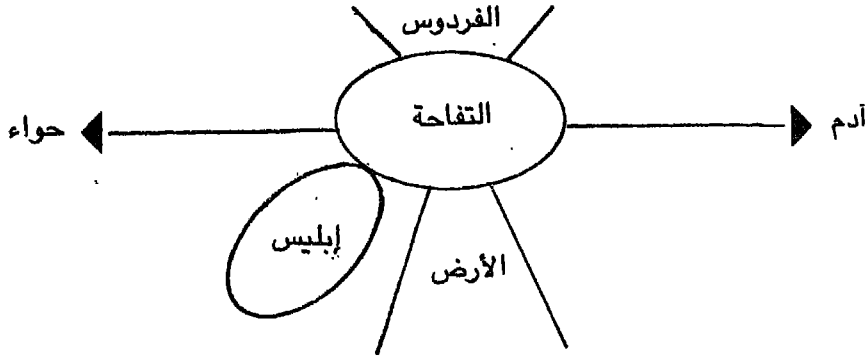 الفردوس
التفاحة
آدم
حواء
إبليس
الأرض